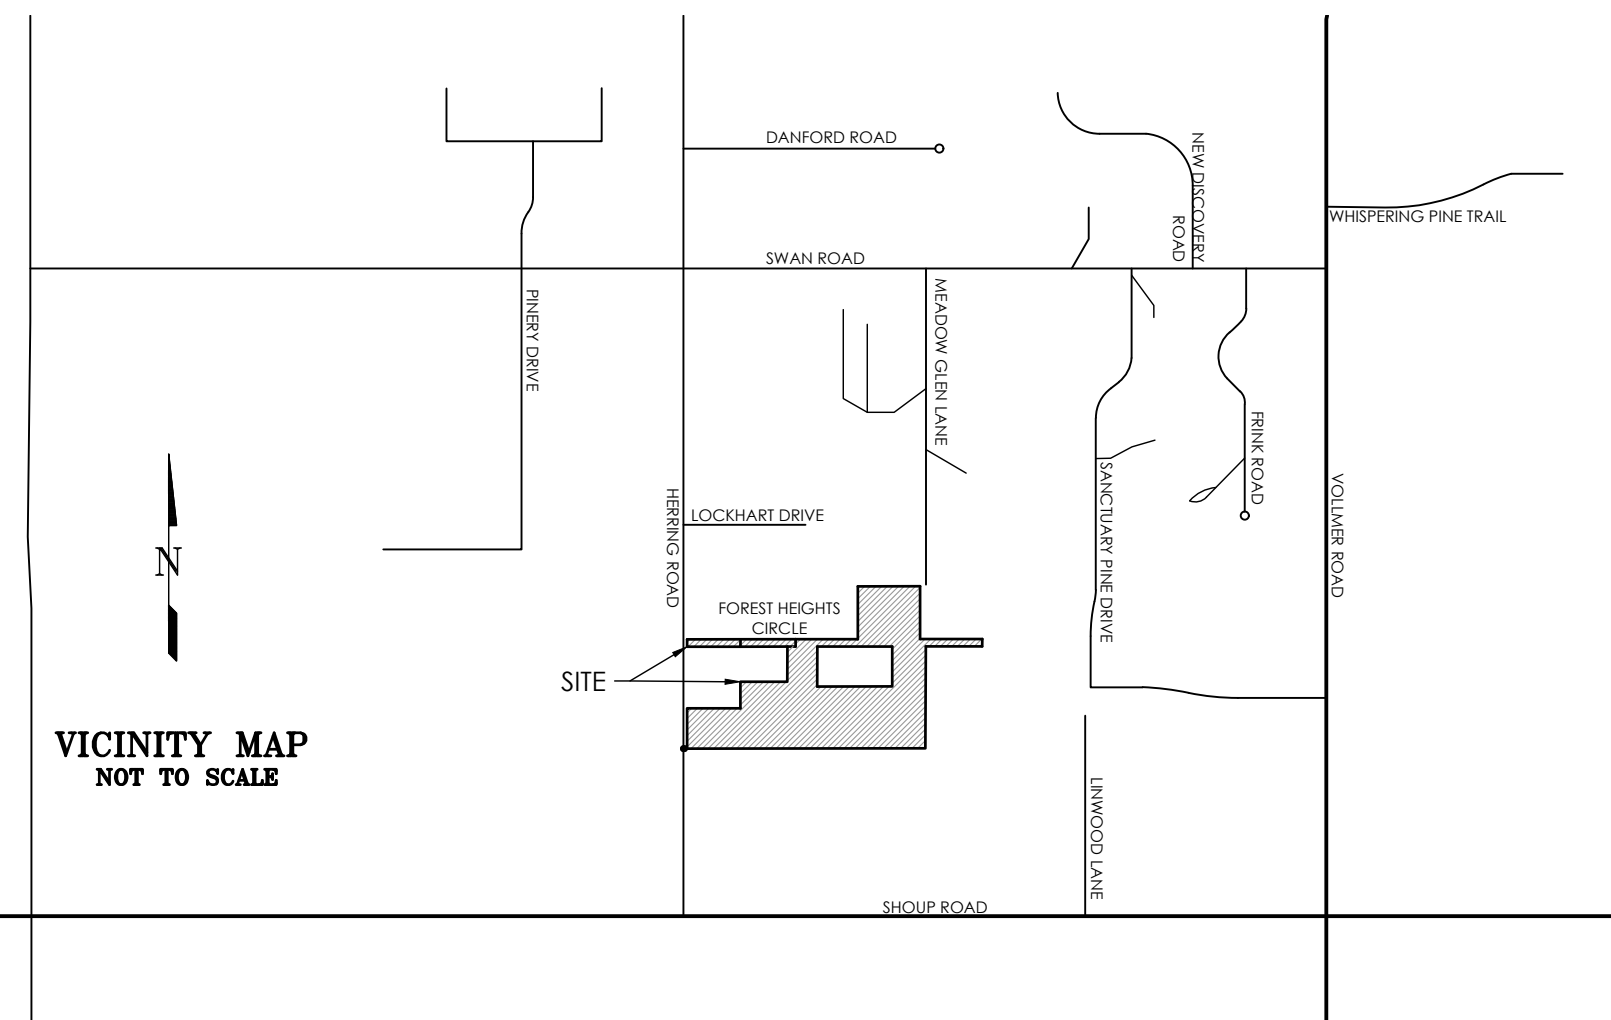 DANFORD ROAD
NEW DISCOVERY
ROAD
WHISPERING PINE TRAIL
SWAN ROAD
PINERY DRIVE
MEADOW GLEN LANE
FRINK ROAD
SANCTUARY PINE DRIVE
VOLLMER ROAD
HERRING ROAD
LOCKHART DRIVE
N
FOREST HEIGHTS
CIRCLE
SITE
VICINITY MAP
NOT TO SCALE
LINWOOD LANE
SHOUP ROAD